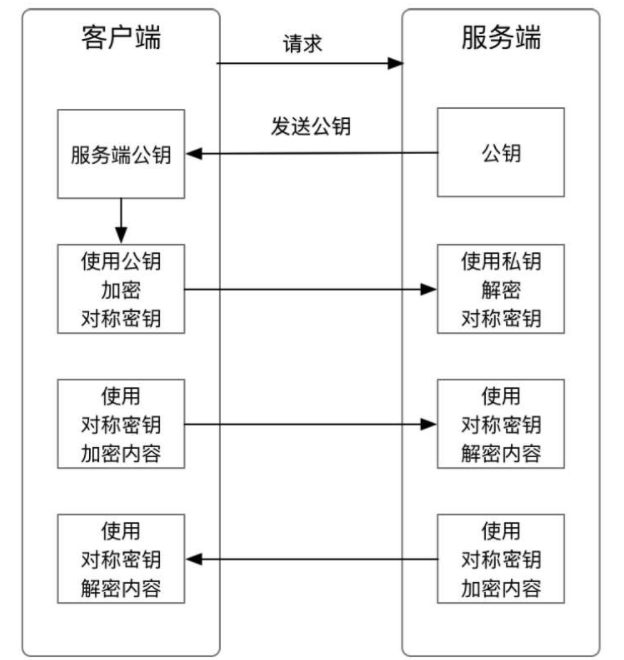 客户端
请求
服务端
服务端公钥
发送公钥
公钥
使用公钥
加密
对称密钥
使用私钥
解密
对称密钥
使用
对称密钥
加密内容
使用
对称密钥
解密内容
使用
对称密钥
解密内容
使用
对称密钥
加密内容